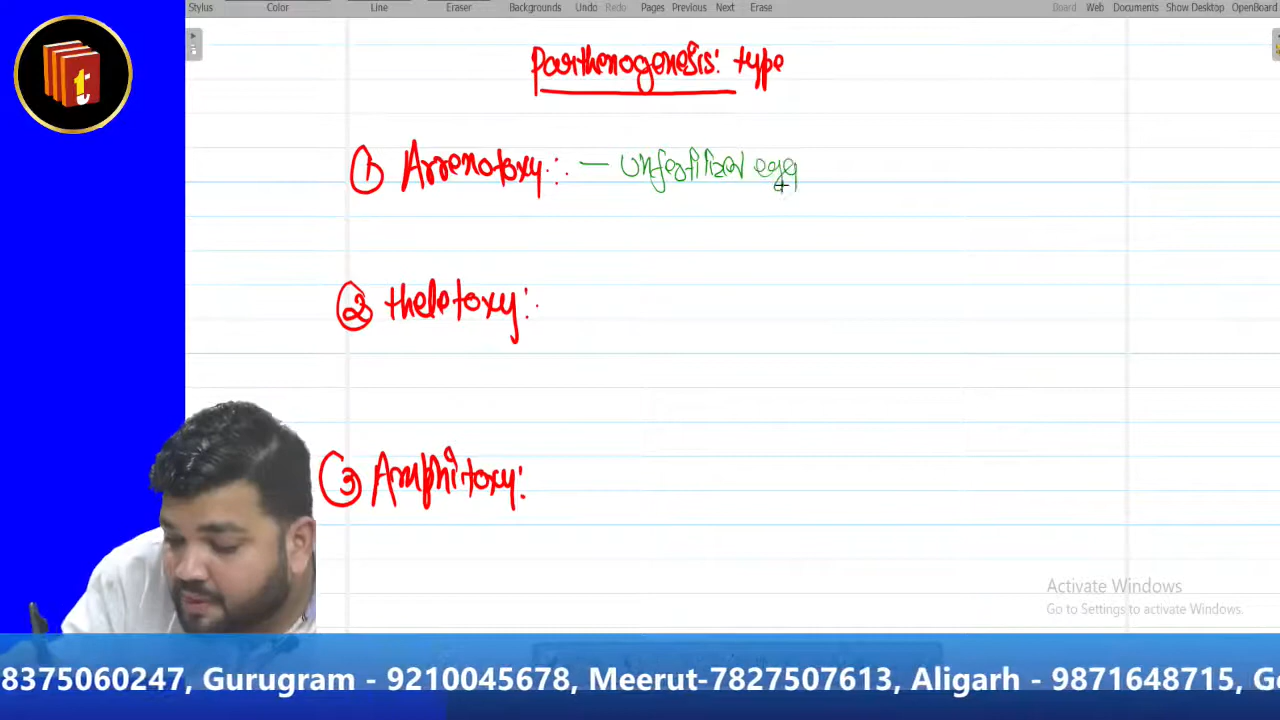 Stylus Color Line Eraser Backgrounds Undo Redo Pages Previous Next Erase Board Web Documents Show Desktop OpenBoard
t
Parthenogenesis: type
① Arrenotoxy:. — unfertilized egg
② theletoxy:.
③ Amphitoxy:
Activate Windows
Go to Settings to activate Windows.
8375060247, Gurugram - 9210045678, Meerut-7827507613, Aligarh - 9871648715, G